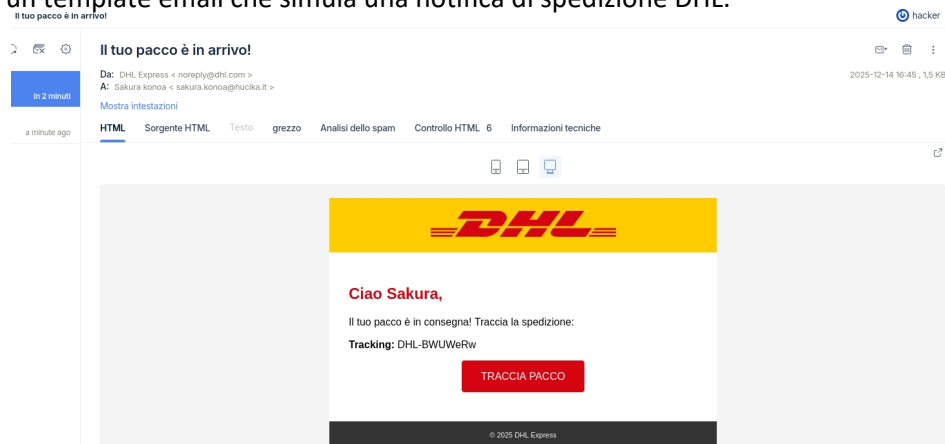 un template email che simula una notifica di spedizione DHL.
Il tuo pacco è in arrivo!
hacker
Il tuo pacco è in arrivo!
Da: DHL Express < noreply@dhl.com >
2025-12-14 16:45 , 1,5 KB
A: Sakura konoa < sakura.konoa@hucika.it >
in 2 minuti
Mostra intestazioni
a minute ago
HTML Sorgente HTML Testo grezzo Analisi dello spam Controllo HTML 6 Informazioni tecniche
DHL
Ciao Sakura,
Il tuo pacco è in consegna! Traccia la spedizione:
Tracking: DHL-BWUWeRw
TRACCIA PACCO
© 2025 DHL Express